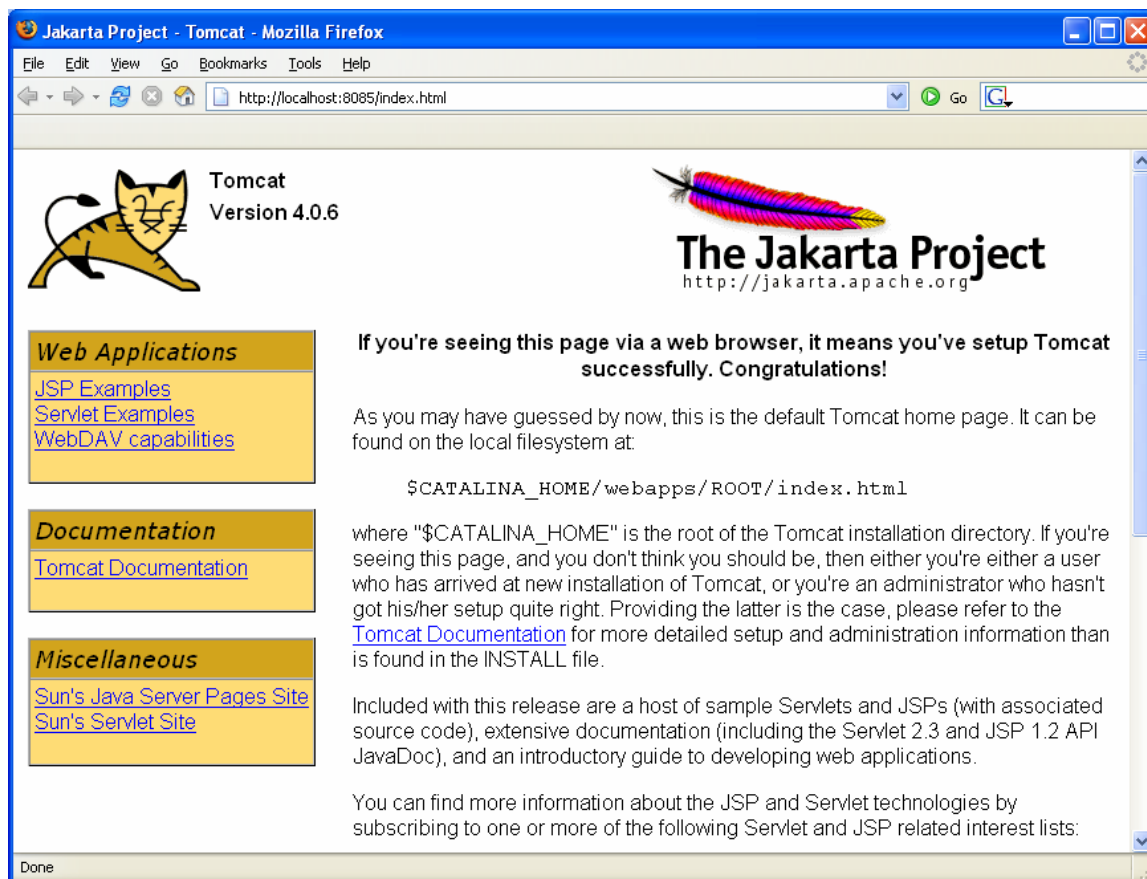 Jakarta Project - Tomcat - Mozilla Firefox
File Edit View Go Bookmarks Tools Help
http://localhost:8085/index.html Go G
Tomcat
Version 4.0.6
The Jakarta Project
http://jakarta.apache.org
Web Applications
JSP Examples
Servlet Examples
WebDAV capabilities
Documentation
Tomcat Documentation
Miscellaneous
Sun's Java Server Pages Site
Sun's Servlet Site
If you're seeing this page via a web browser, it means you've setup Tomcat
successfully. Congratulations!
As you may have guessed by now, this is the default Tomcat home page. It can be
found on the local filesystem at:
$CATALINA_HOME/webapps/ROOT/index.html
where "$CATALINA_HOME" is the root of the Tomcat installation directory. If you're
seeing this page, and you don't think you should be, then either you're either a user
who has arrived at new installation of Tomcat, or you're an administrator who hasn't
got his/her setup quite right. Providing the latter is the case, please refer to the
Tomcat Documentation for more detailed setup and administration information than
is found in the INSTALL file.
Included with this release are a host of sample Servlets and JSPs (with associated
source code), extensive documentation (including the Servlet 2.3 and JSP 1.2 API
JavaDoc), and an introductory guide to developing web applications.
You can find more information about the JSP and Servlet technologies by
subscribing to one or more of the following Servlet and JSP related interest lists:
Done